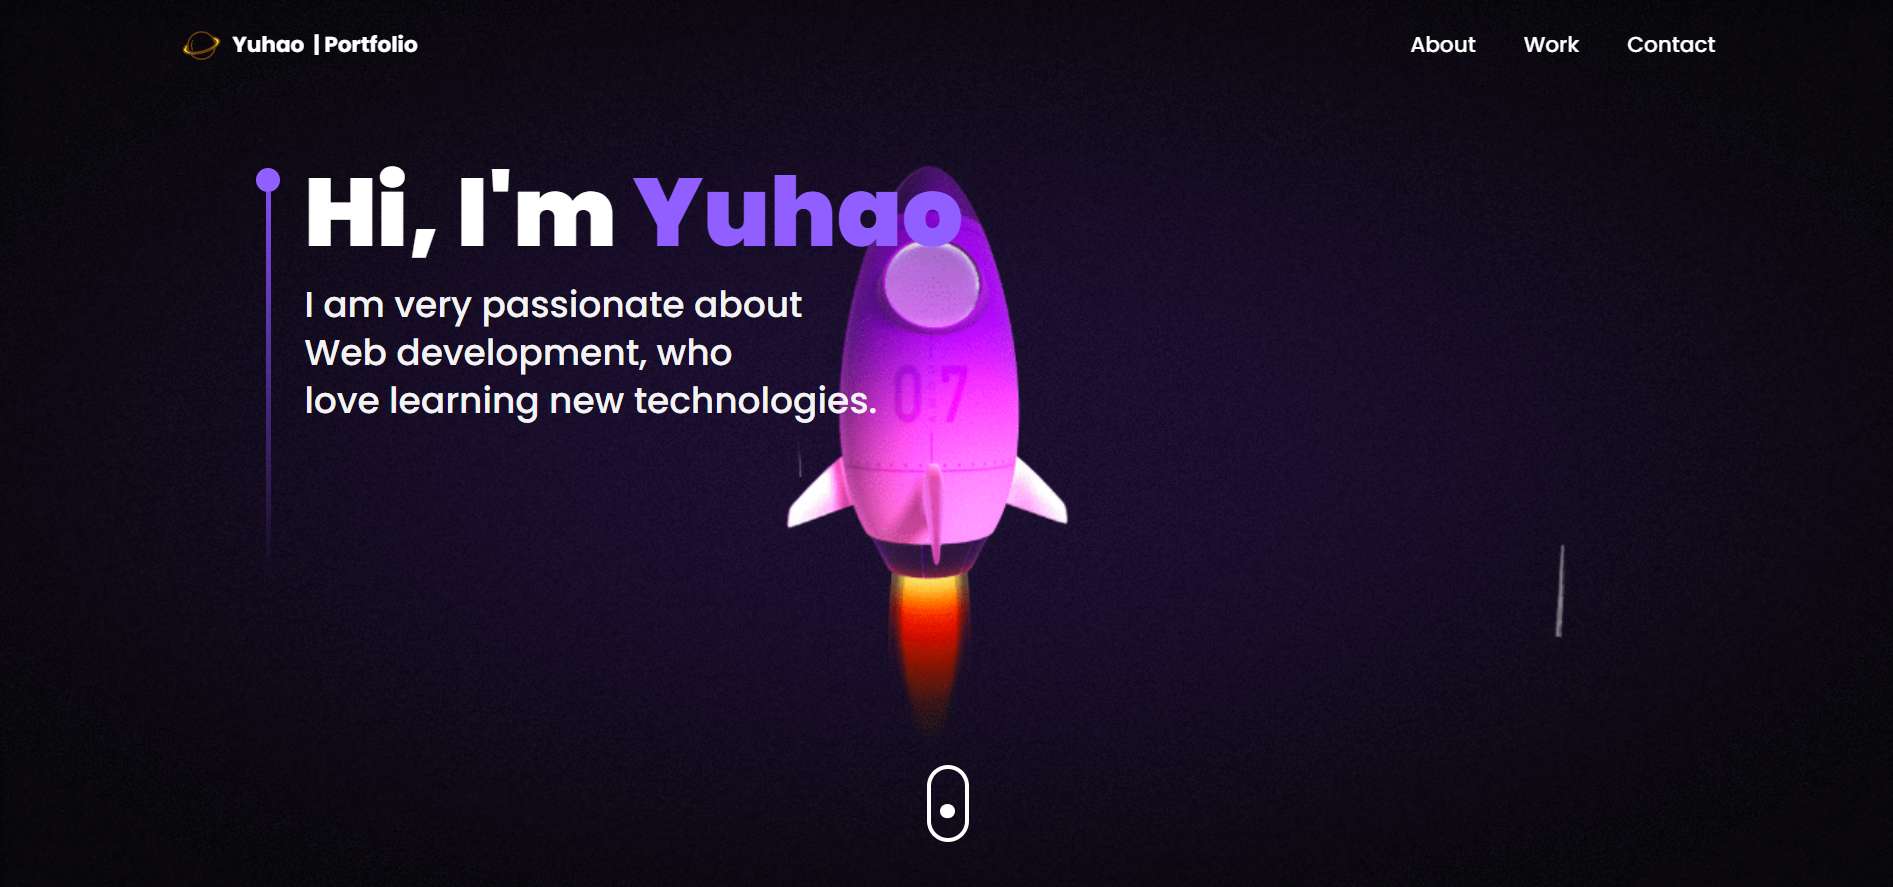 Yuhao | Portfolio
About
Work
Contact
Hi, I'm Yuhao
I am very passionate about
Web development, who
love learning new technologies.
07